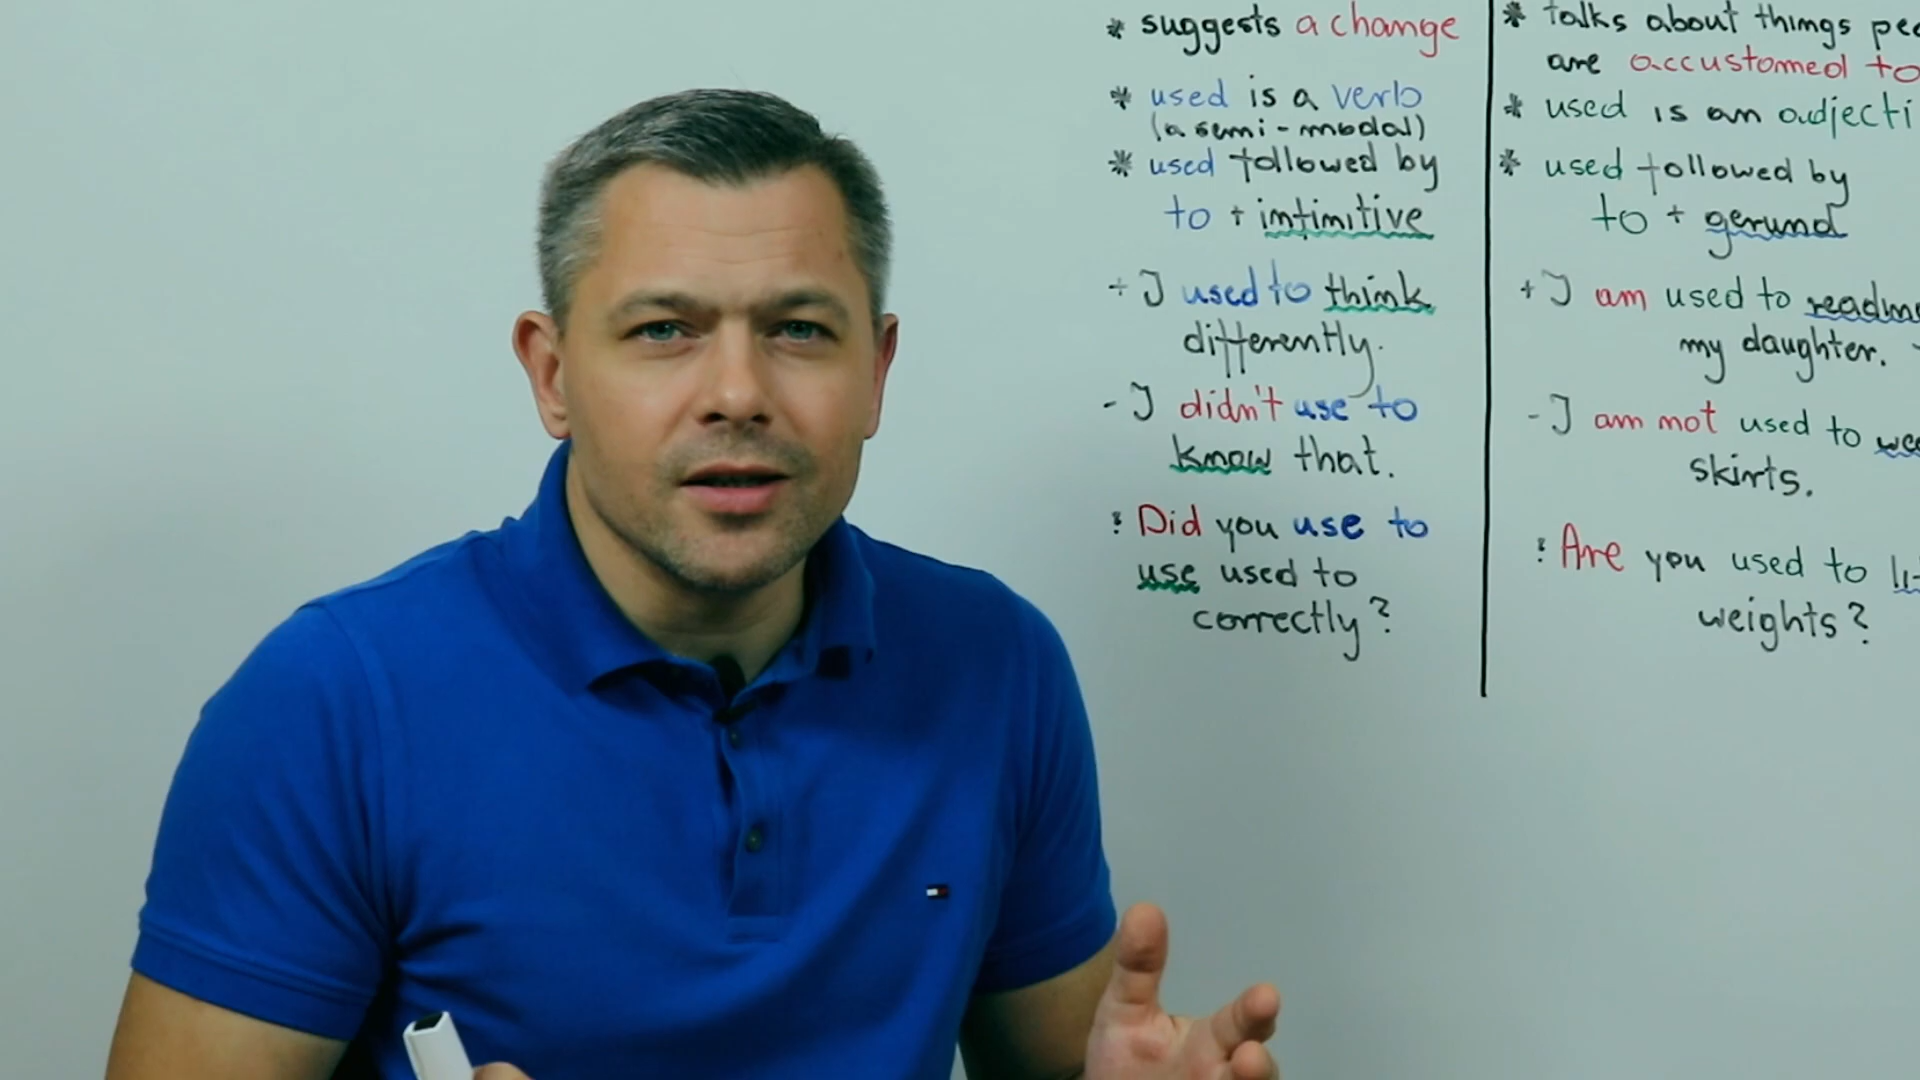 * suggests a change
* used is a verb
(a semi-modal)
* used followed by
to + infinitive
+ I used to think
differently.
- I didn't use to
know that.
? Did you use to
use used to
correctly?
* talks about things
are accustomed to
* used is an
* used followed by
to + gerund
+ I am used to
my daughter.
- I am not used to
skirts.
? Are you used to
weights?